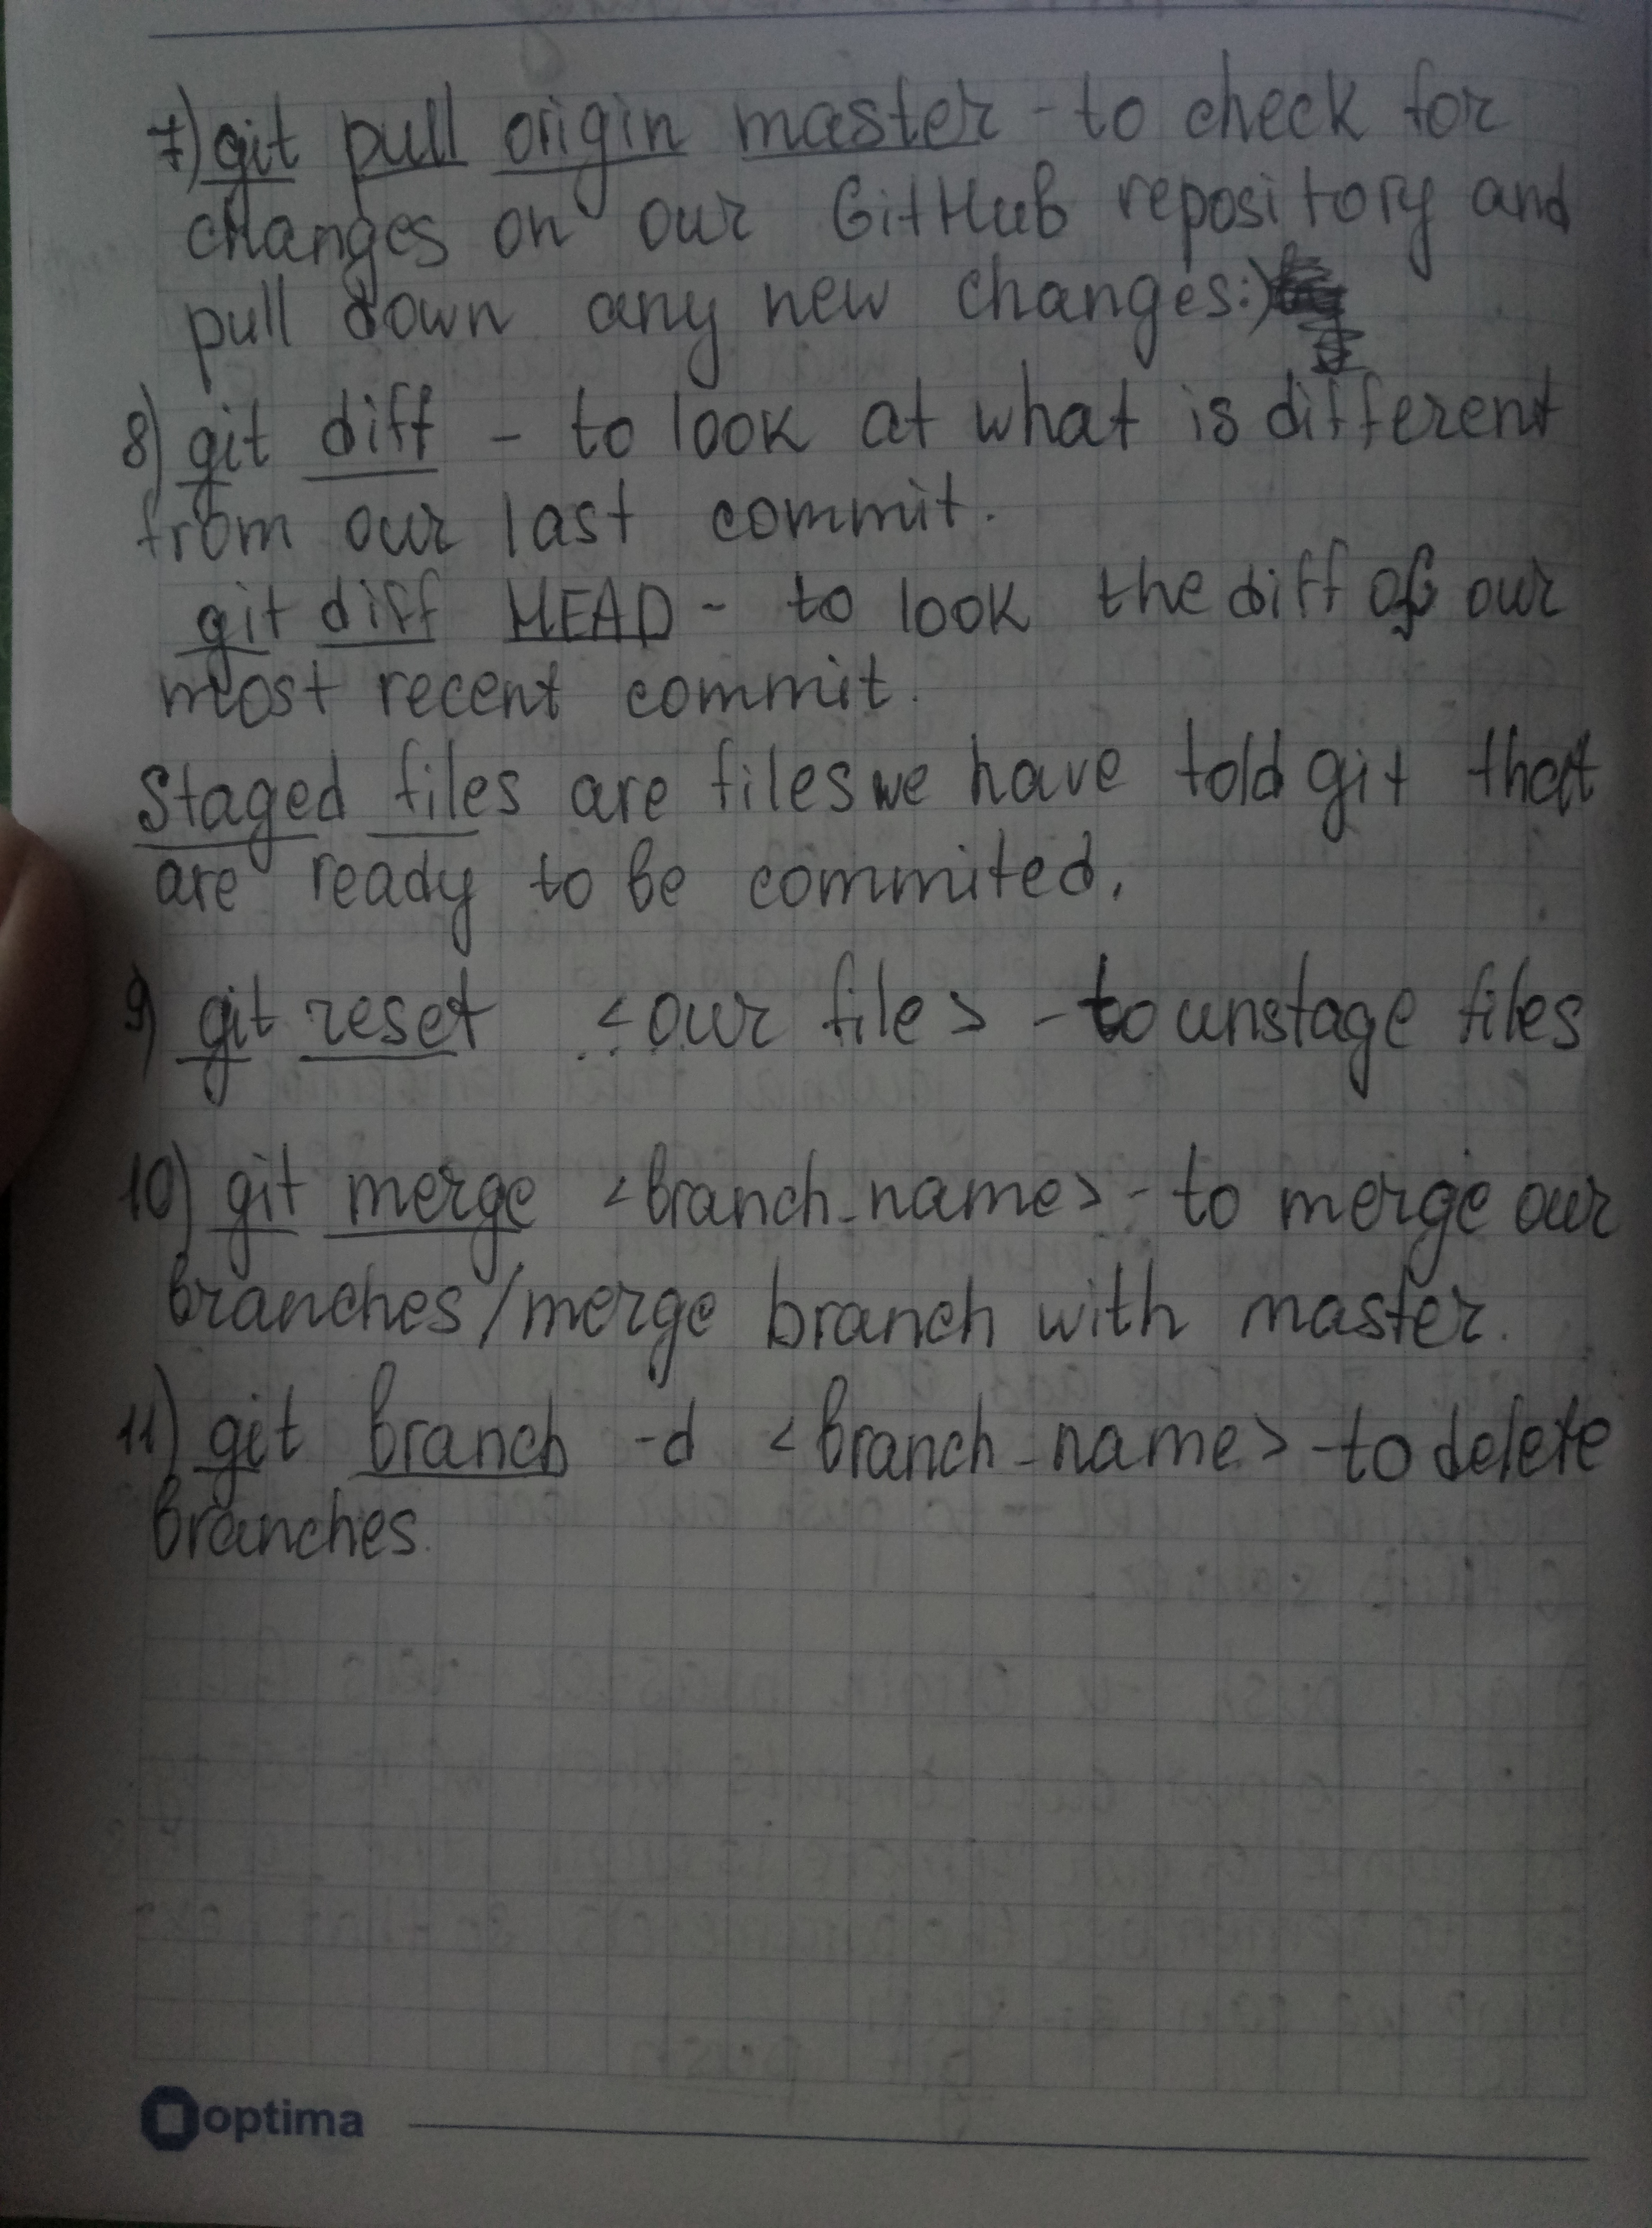 7) git pull origin master - to check for
changes on our GitHub repository and
pull down any new changes:)
8) git diff - to look at what is different
from our last commit.
git diff HEAD - to look the diff of our
most recent commit.
Staged files are files we have told git that
are ready to be commited.
9) git reset <our file> - to unstage files
10) git merge <branch_name> - to merge our
branches/merge branch with master.
11) git branch -d <branch_name> - to delete
branches.
optima